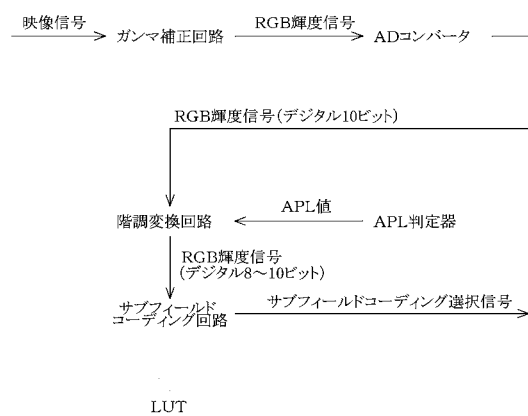 映像信号
ガンマ補正回路
RGB輝度信号
ADコンバータ
RGB輝度信号(デジタル10ビット)
階調変換回路
APL値
APL判定器
RGB輝度信号
(デジタル8～10ビット)
サブフィールド
コーディング回路
サブフィールドコーディング選択信号
LUT